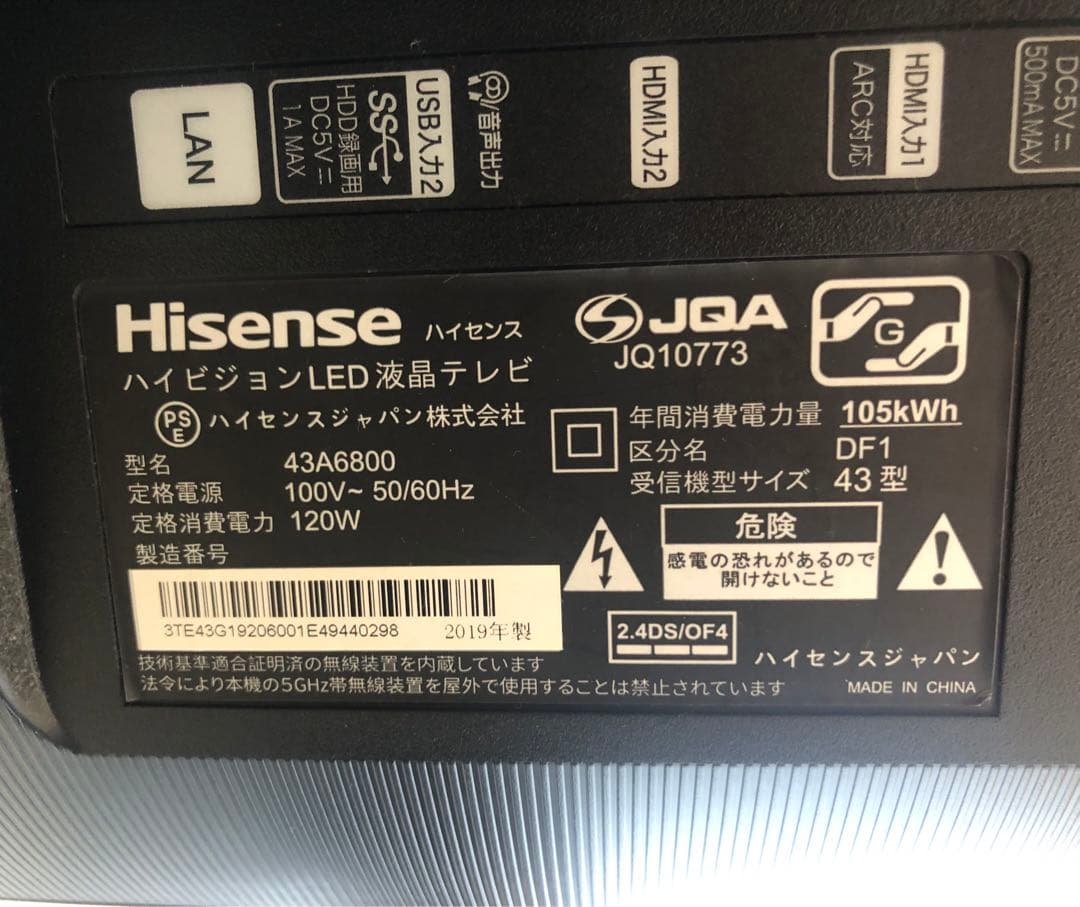 LAN
USB入力2
SS
HDD録画用
DC5V⎓
1A MAX
/音声出力
HDMI入力2
HDMI入力1
ARC対応
DC5V⎓
500mA MAX
Hisense ハイセンス
ハイビジョンLED液晶テレビ
PSE ハイセンスジャパン株式会社
型名 43A6800
定格電源 100V~ 50/60Hz
定格消費電力 120W
製造番号
3TE43G19206001E49440298 2019年製
JQA
JQ10773
G
年間消費電力量 105kWh
区分名 DF1
受信機型サイズ 43型
危険
感電の恐れがあるので
開けないこと
2.4DS/OF4
ハイセンスジャパン
技術基準適合証明済の無線装置を内蔵しています
法令により本機の5GHz帯無線装置を屋外で使用することは禁止されています
MADE IN CHINA